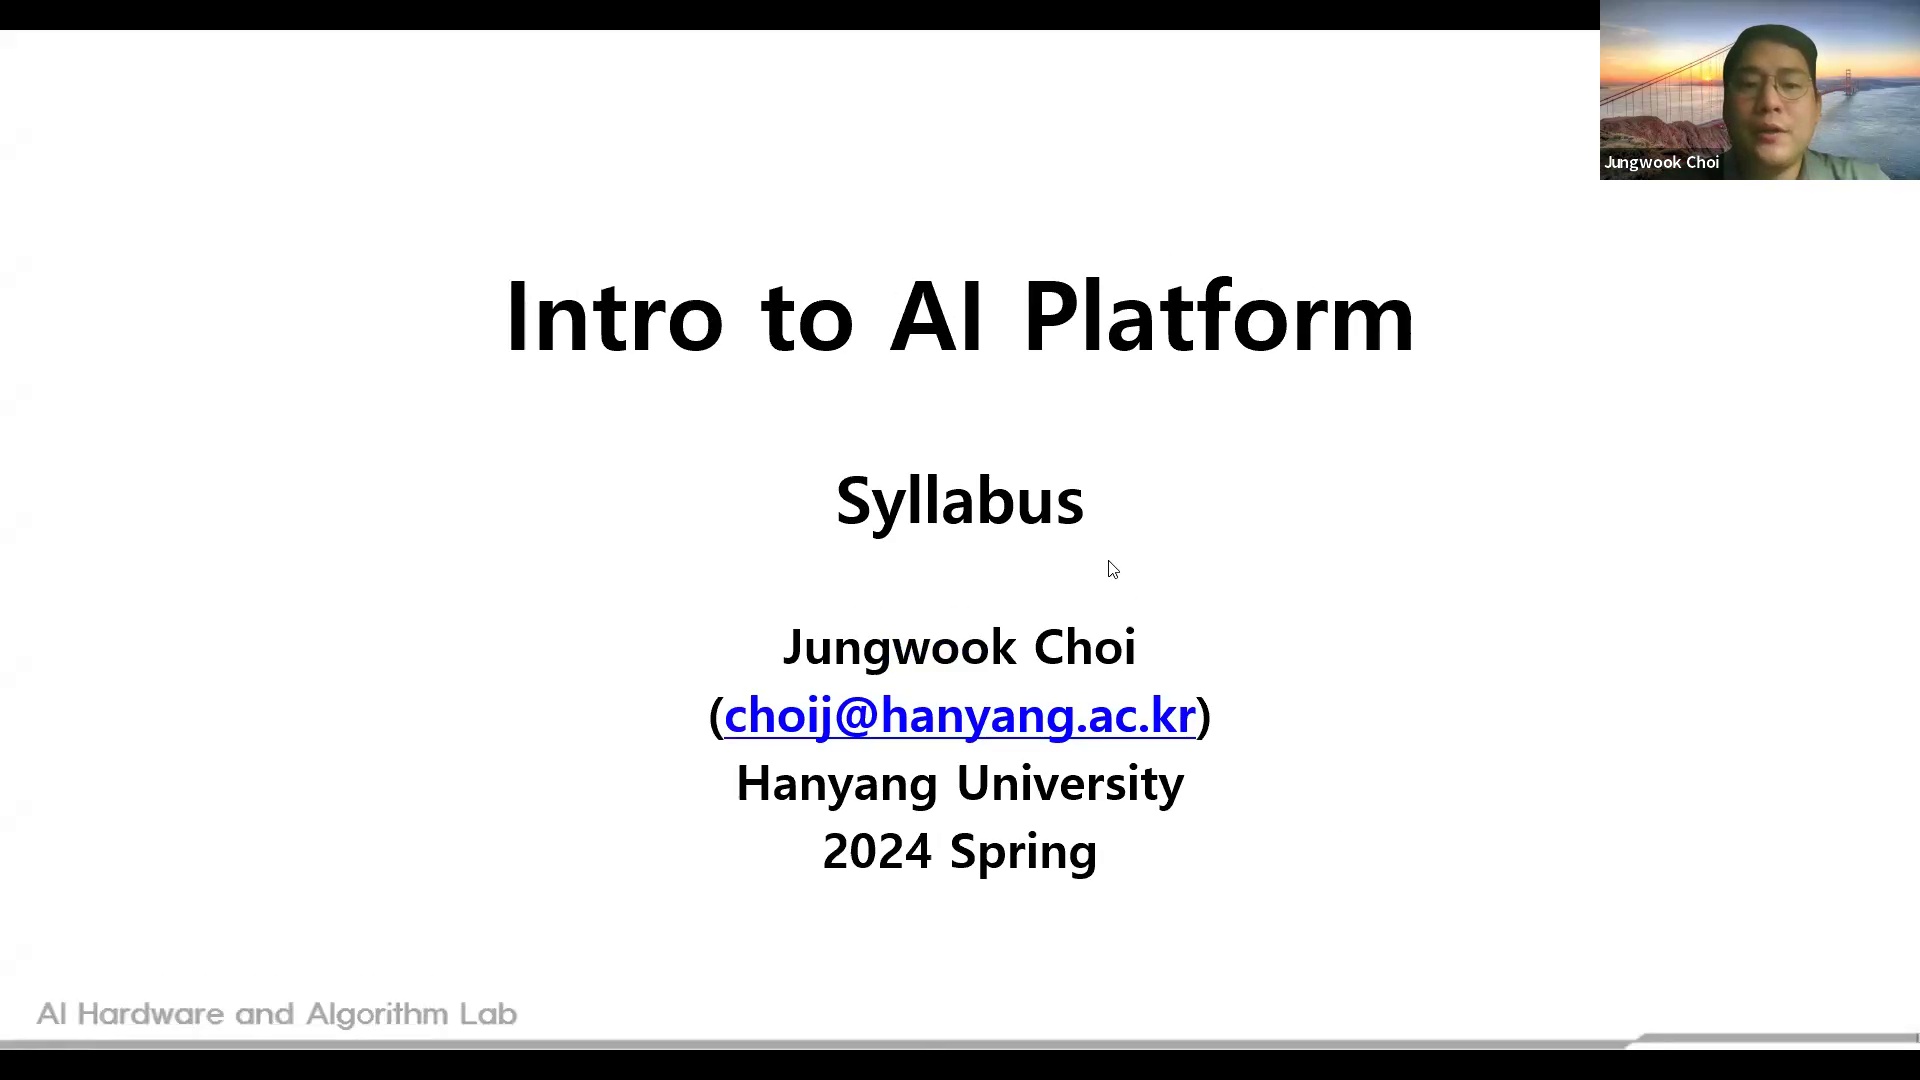 Jungwook Choi
Intro to AI Platform
Syllabus
Jungwook Choi
(choij@hanyang.ac.kr)
Hanyang University
2024 Spring
AI Hardware and Algorithm Lab